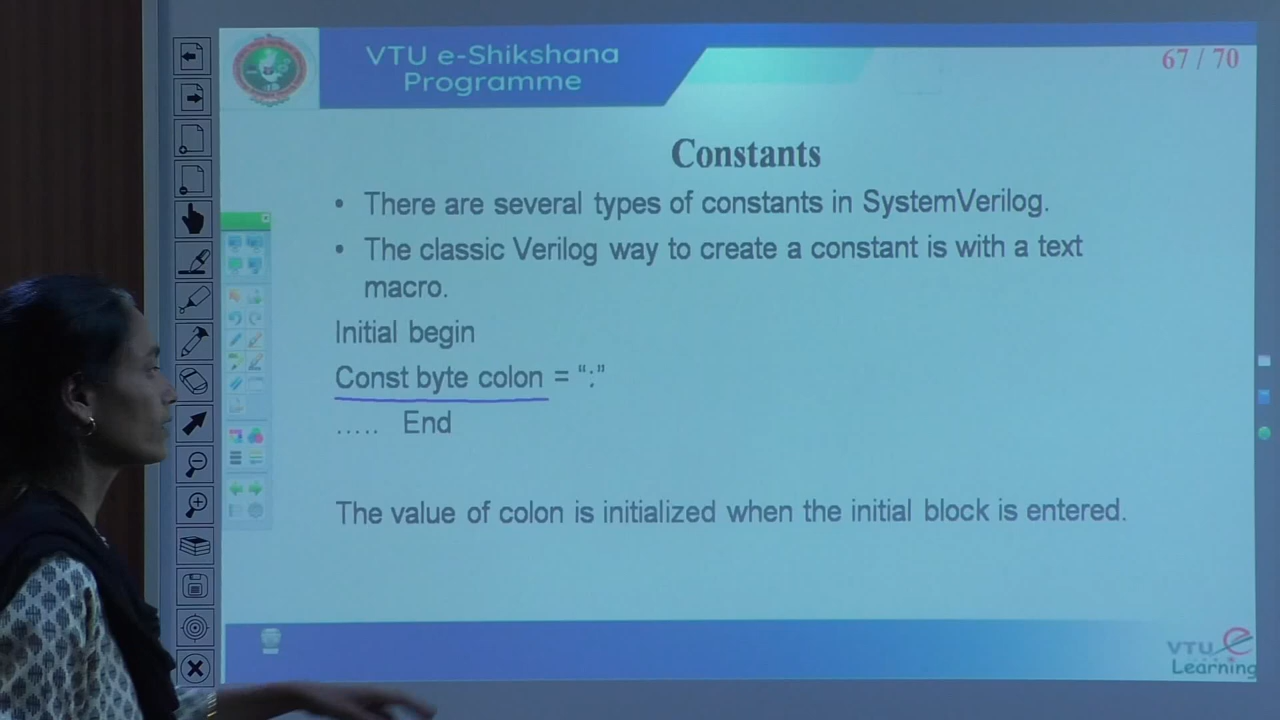 VTU e-Shikshana
Programme
67 / 70
Constants
• There are several types of constants in SystemVerilog.
• The classic Verilog way to create a constant is with a text
macro.
Initial begin
Const byte colon = “:”
….. End
The value of colon is initialized when the initial block is entered.
VTU e
Learning